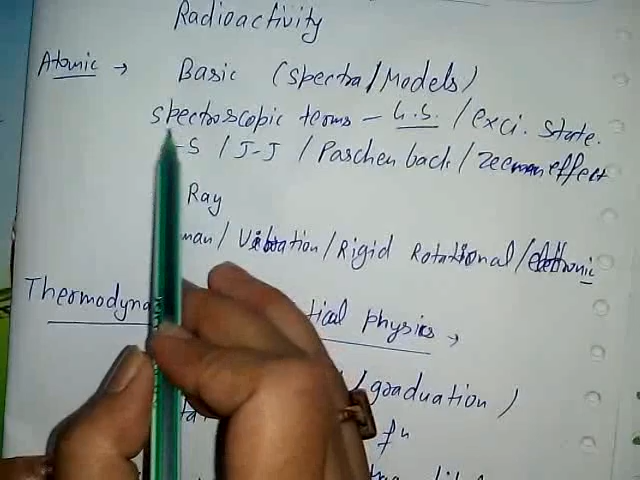 Radioactivity
Atomic → Basic (Spectra/Models)
spectroscopic terms - G.S. / exci. State.
-S / J-J / Paschen back / Zeeman effect
Ray
man / Vibration / Rigid Rotational / electronic
Thermodyna tical physics →
/ graduation )
fⁿ